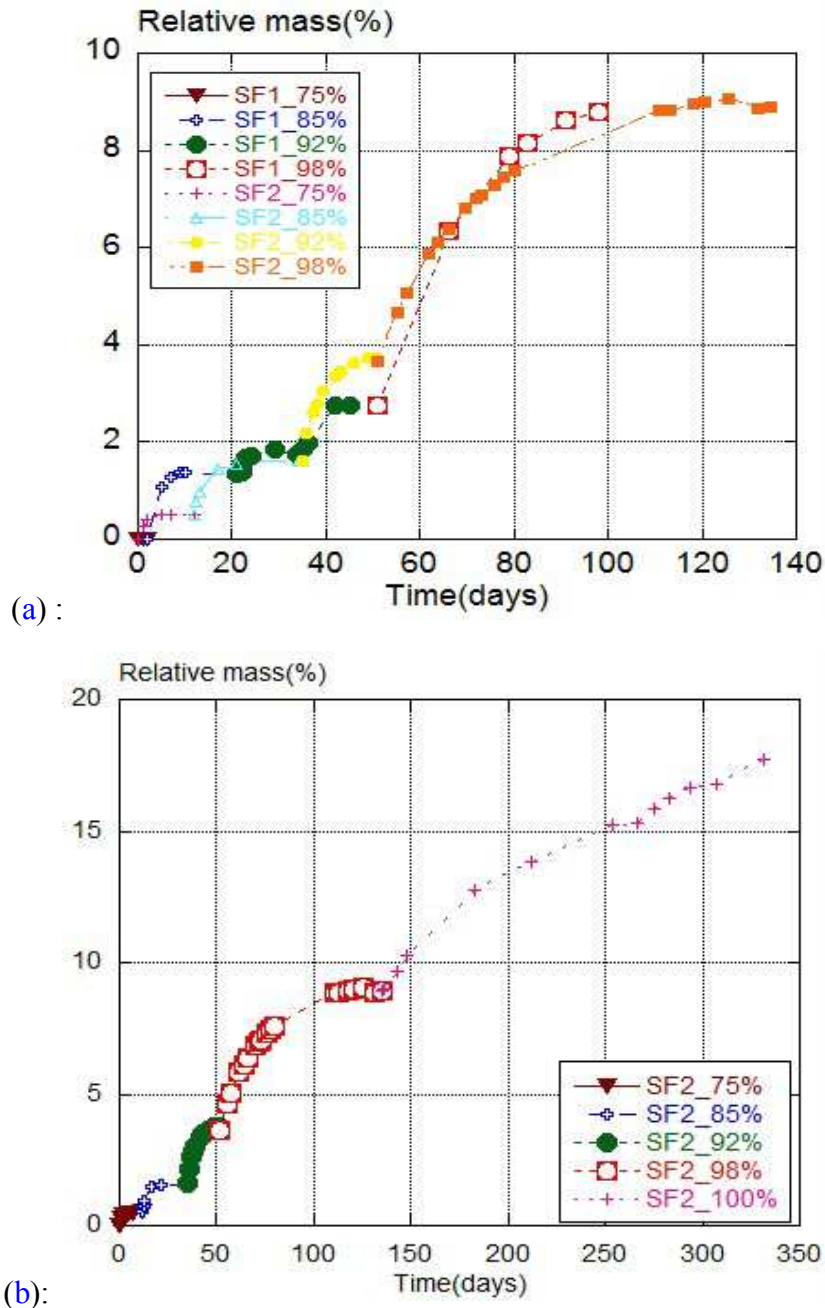 Relative mass(%)
10
8
6
4
2
0
SF1_75%
SF1_85%
SF1_92%
SF1_98%
SF2_75%
SF2_85%
SF2_92%
SF2_98%
0 20 40 60 80 100 120 140
Time(days)
(a) :
Relative mass(%)
20
15
10
5
0
SF2_75%
SF2_85%
SF2_92%
SF2_98%
SF2_100%
0 50 100 150 200 250 300 350
Time(days)
(b):